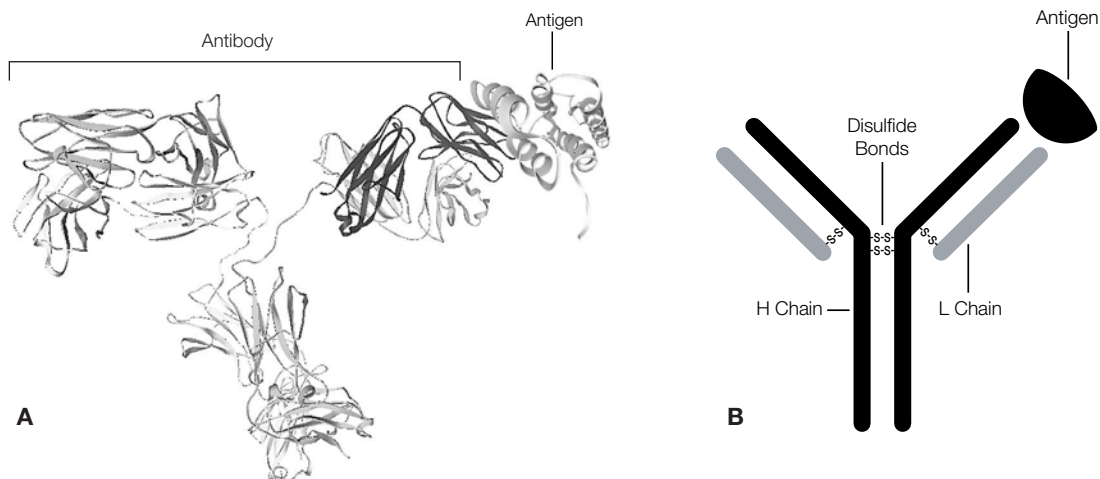 Antibody
Antigen
A
Antigen
Disulfide
Bonds
-S-S-
-S-S-
-S-S-
-S-S-
H Chain
L Chain
B